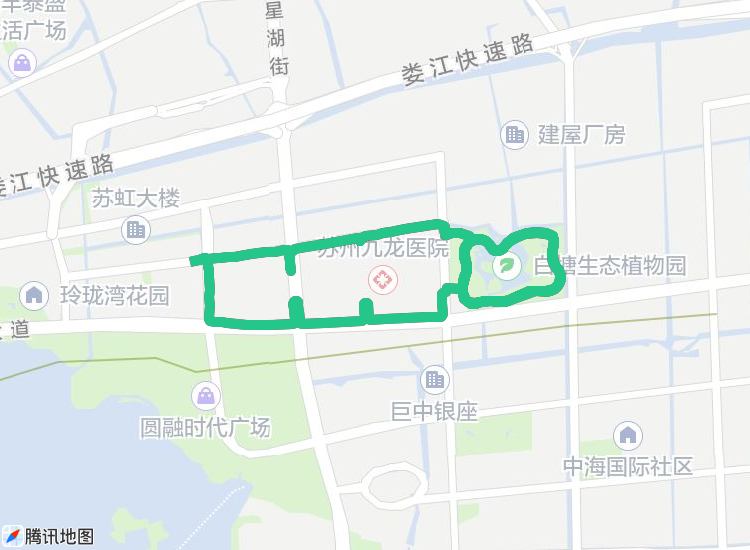 活广场
星湖街
娄江快速路
建屋厂房
娄江快速路
苏虹大楼
苏州九龙医院
白塘生态植物园
玲珑湾花园
大道
圆融时代广场
巨中银座
中海国际社区
腾讯地图